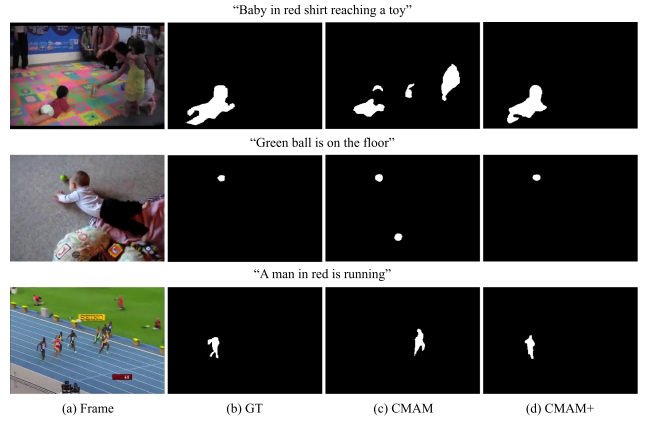 “Baby in red shirt reaching a toy”
“Green ball is on the floor”
“A man in red is running”
SEIKO
(a) Frame
(b) GT
(c) CMAM
(d) CMAM+